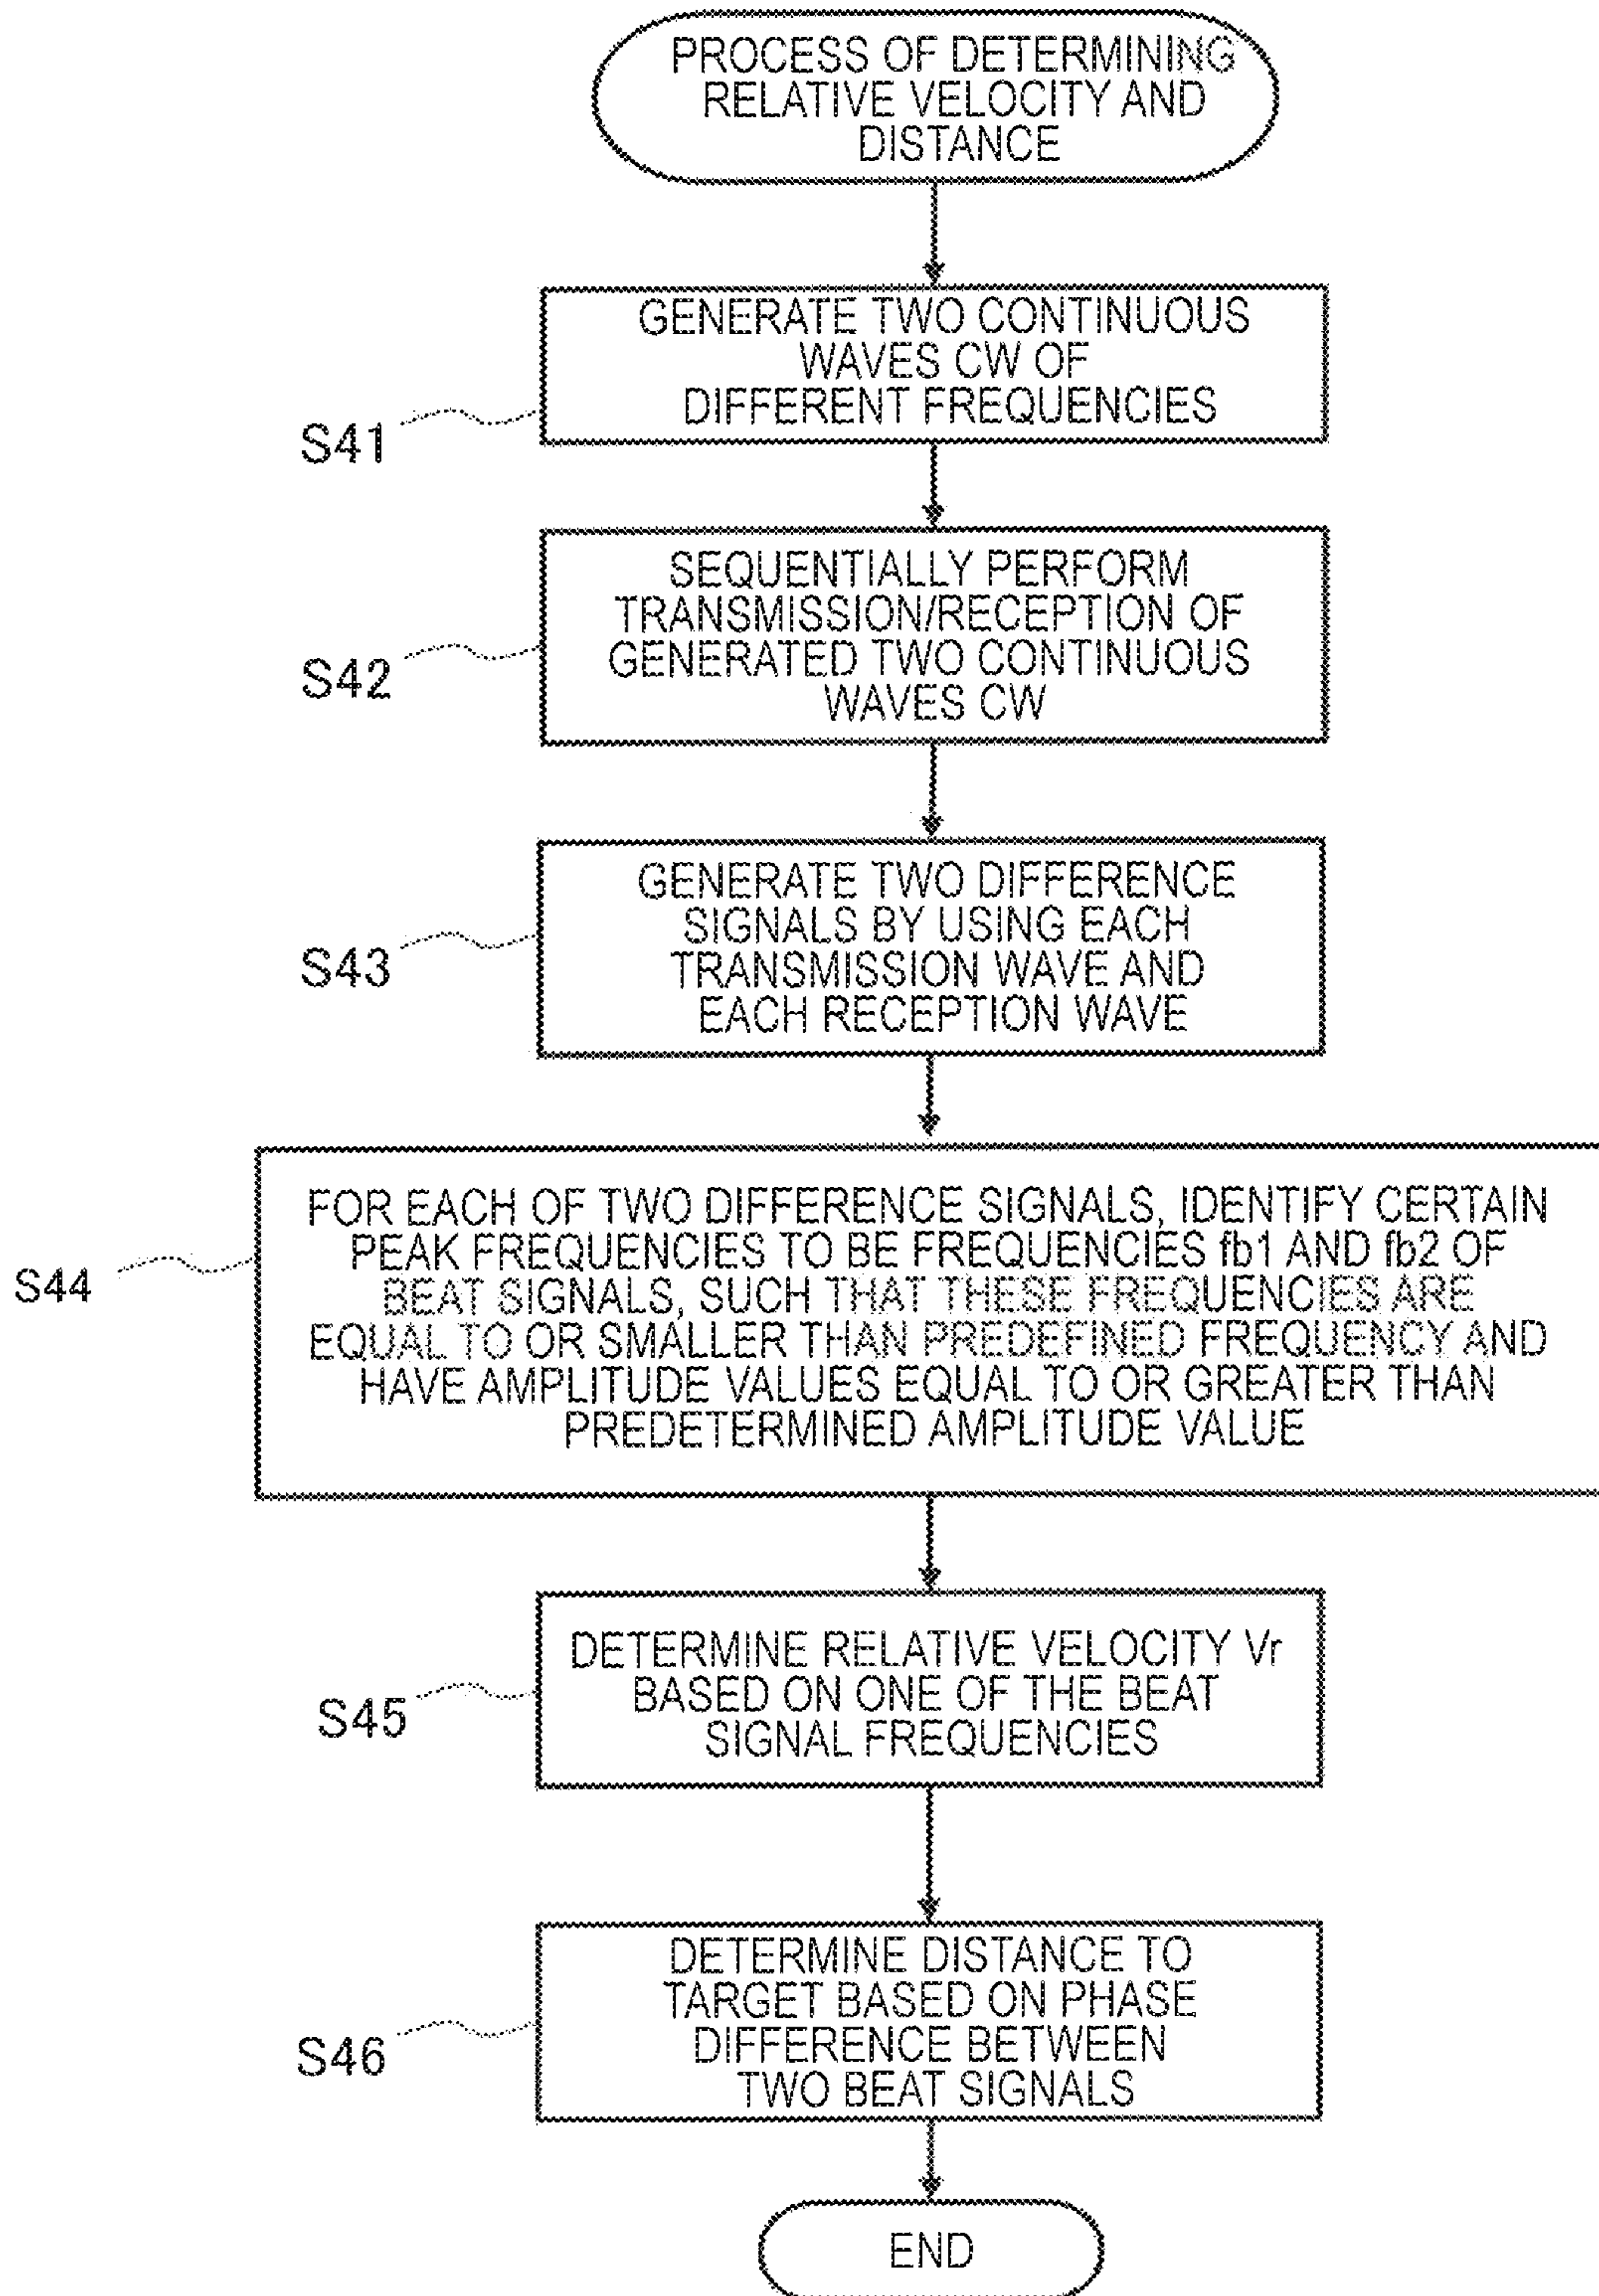 PROCESS OF DETERMINING
RELATIVE VELOCITY AND
DISTANCE
GENERATE TWO CONTINUOUS
WAVES CW OF
DIFFERENT FREQUENCIES
S41
SEQUENTIALLY PERFORM
TRANSMISSION/RECEPTION OF
GENERATED TWO CONTINUOUS
WAVES CW
S42
GENERATE TWO DIFFERENCE
SIGNALS BY USING EACH
TRANSMISSION WAVE AND
EACH RECEPTION WAVE
S43
FOR EACH OF TWO DIFFERENCE SIGNALS, IDENTIFY CERTAIN
PEAK FREQUENCIES TO BE FREQUENCIES fb1 AND fb2 OF
BEAT SIGNALS, SUCH THAT THESE FREQUENCIES ARE
EQUAL TO OR SMALLER THAN PREDEFINED FREQUENCY AND
HAVE AMPLITUDE VALUES EQUAL TO OR GREATER THAN
PREDETERMINED AMPLITUDE VALUE
S44
DETERMINE RELATIVE VELOCITY Vr
BASED ON ONE OF THE BEAT
SIGNAL FREQUENCIES
S45
DETERMINE DISTANCE TO
TARGET BASED ON PHASE
DIFFERENCE BETWEEN
TWO BEAT SIGNALS
S46
END